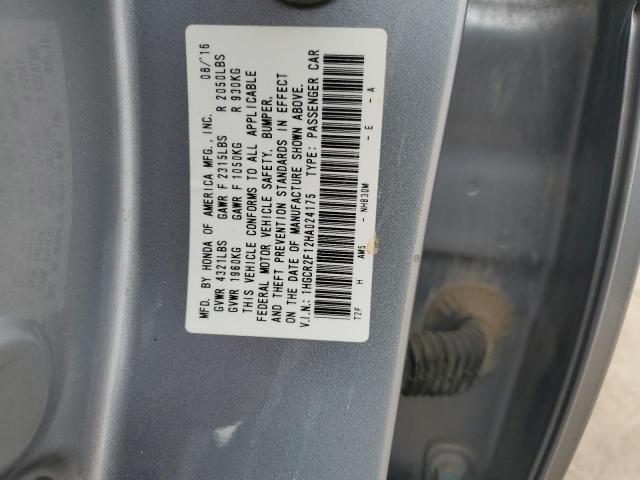 MFD. BY HONDA OF AMERICA MFG., INC. 08/'16
GVWR 4321LBS GAWR F 2315LBS R 2050LBS
GVWR 1960KG GAWR F 1050KG R 930KG
THIS VEHICLE CONFORMS TO ALL APPLICABLE
FEDERAL MOTOR VEHICLE SAFETY, BUMPER,
AND THEFT PREVENTION STANDARDS IN EFFECT
ON THE DATE OF MANUFACTURE SHOWN ABOVE.
V.I.N.: 1HGCR2F12HA024175 TYPE: PASSENGER CAR
T2F H AM5 - NH830M - E - A